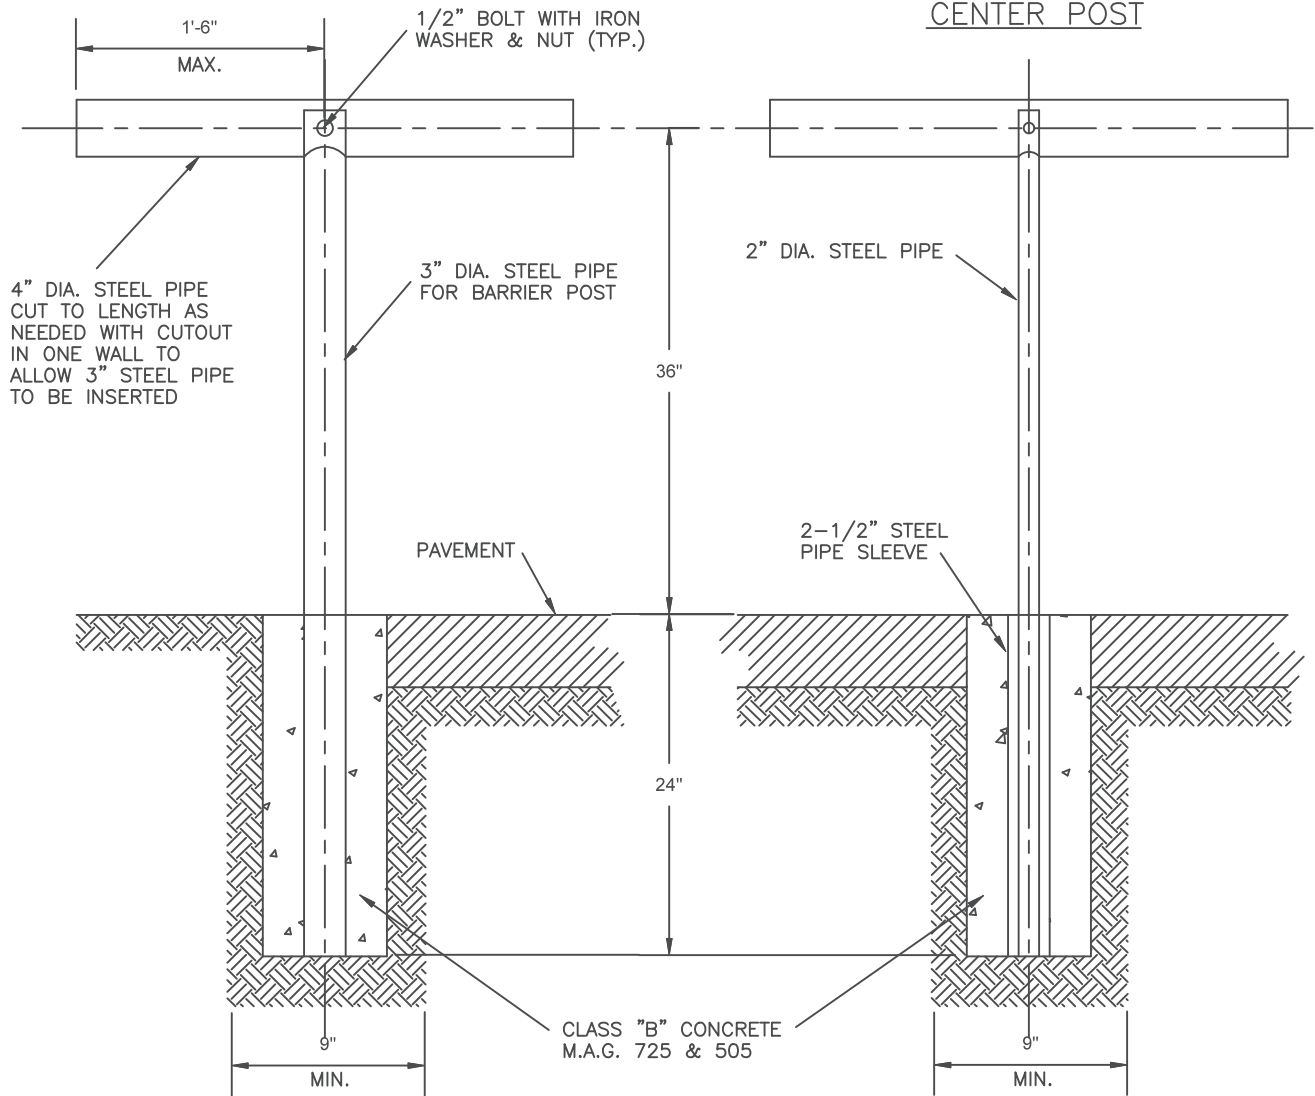 CENTER POST
1/2” BOLT WITH IRON
WASHER & NUT (TYP.)
1'-6"
MAX.
4” DIA. STEEL PIPE
CUT TO LENGTH AS
NEEDED WITH CUTOUT
IN ONE WALL TO
ALLOW 3” STEEL PIPE
TO BE INSERTED
3” DIA. STEEL PIPE
FOR BARRIER POST
2” DIA. STEEL PIPE
36"
PAVEMENT
2–1/2” STEEL
PIPE SLEEVE
24"
CLASS "B" CONCRETE
M.A.G. 725 & 505
9"
MIN.
9"
MIN.